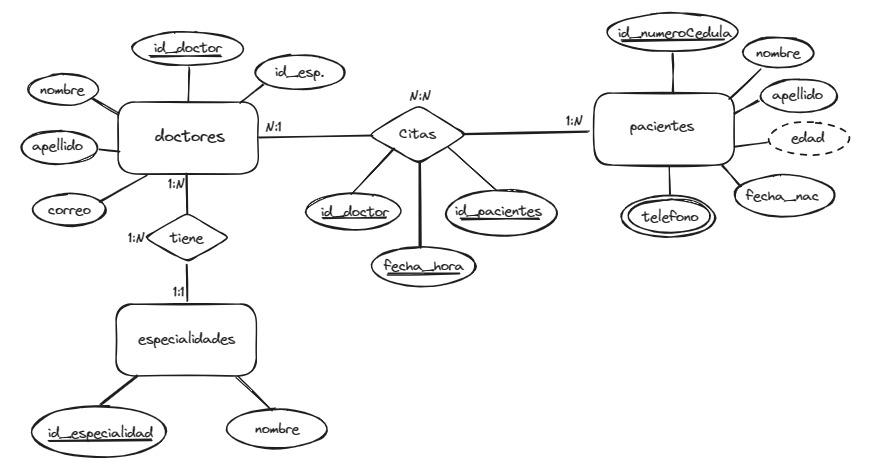 id_doctor
id_numeroCedula
nombre
id_esp.
nombre
apellido
N:N
doctores
N:1
citas
1:N
pacientes
edad
apellido
1:N
correo
id_doctor
id_pacientes
telefono
fecha_nac
1:N
tiene
fecha_hora
1:1
especialidades
id_especialidad
nombre